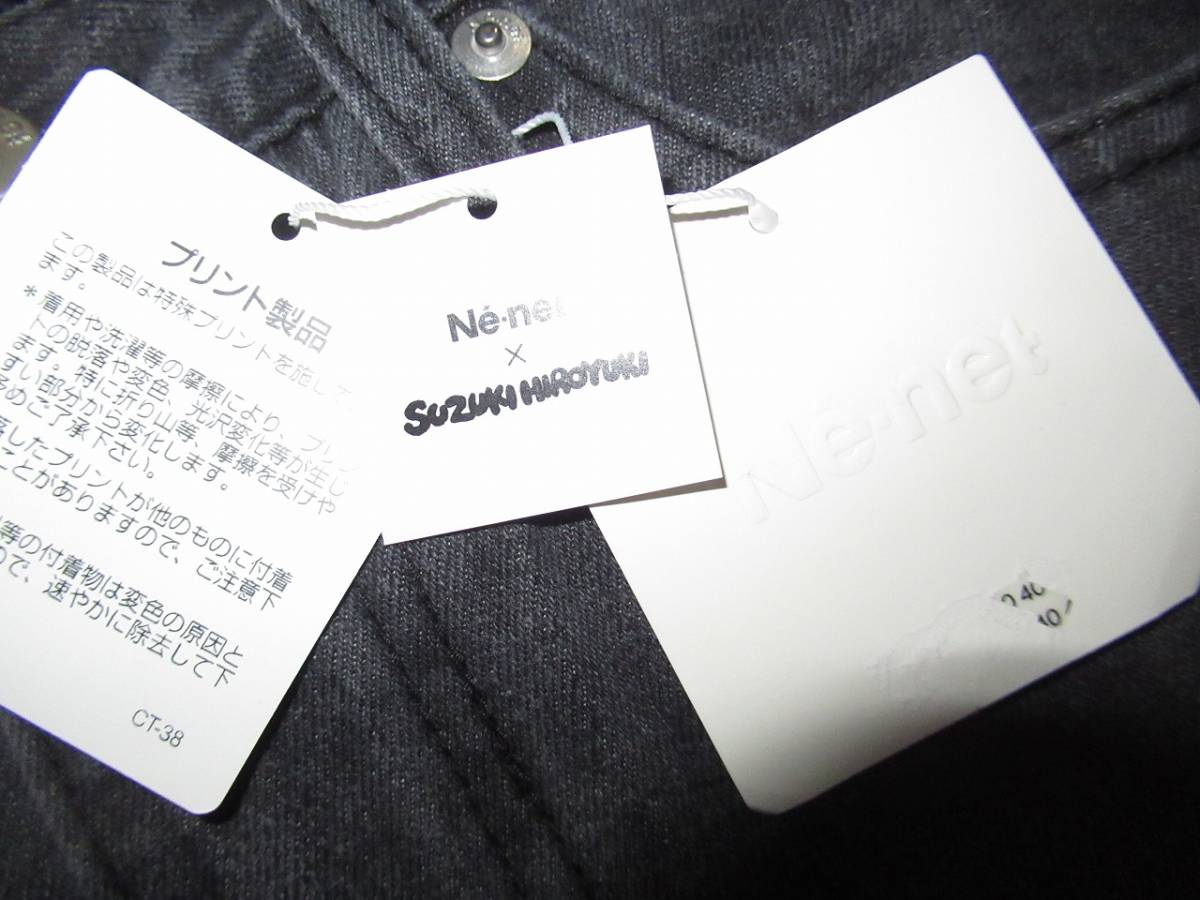 プリント製品
この製品は特殊プリントを施して
ます。
*着用や洗濯等の摩擦により、プリン
トの脱落や変色、光沢変化等が生じ
ます。特に折り山等、摩擦を受けや
すい部分から変化します。
予めご了承下さい。
したプリントが他のものに付着
ことがありますので、ご注意下
等の付着物は変色の原因と
ので、速やかに除去して下
CT-38
Né·net
×
SUZUKI HIROYUKI
Né·net
40